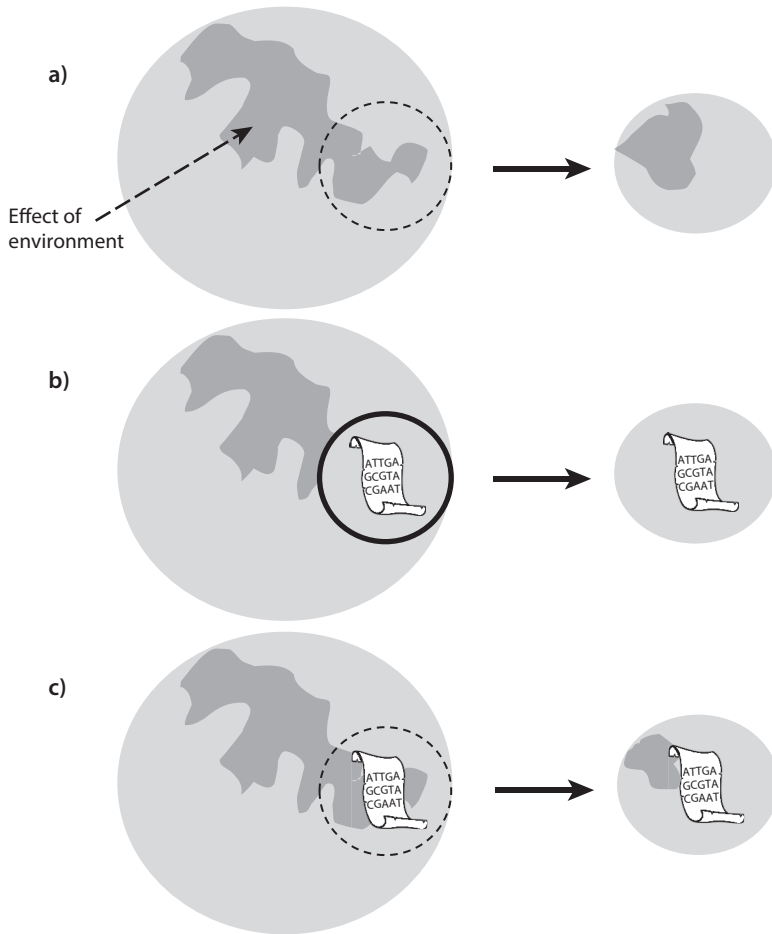 a)
Effect of
environment
b)
ATTGA
GCGTA
CGAAT
ATTGA
GCGTA
CGAAT
c)
ATTGA
GCGTA
CGAAT
ATTGA
GCGTA
CGAAT